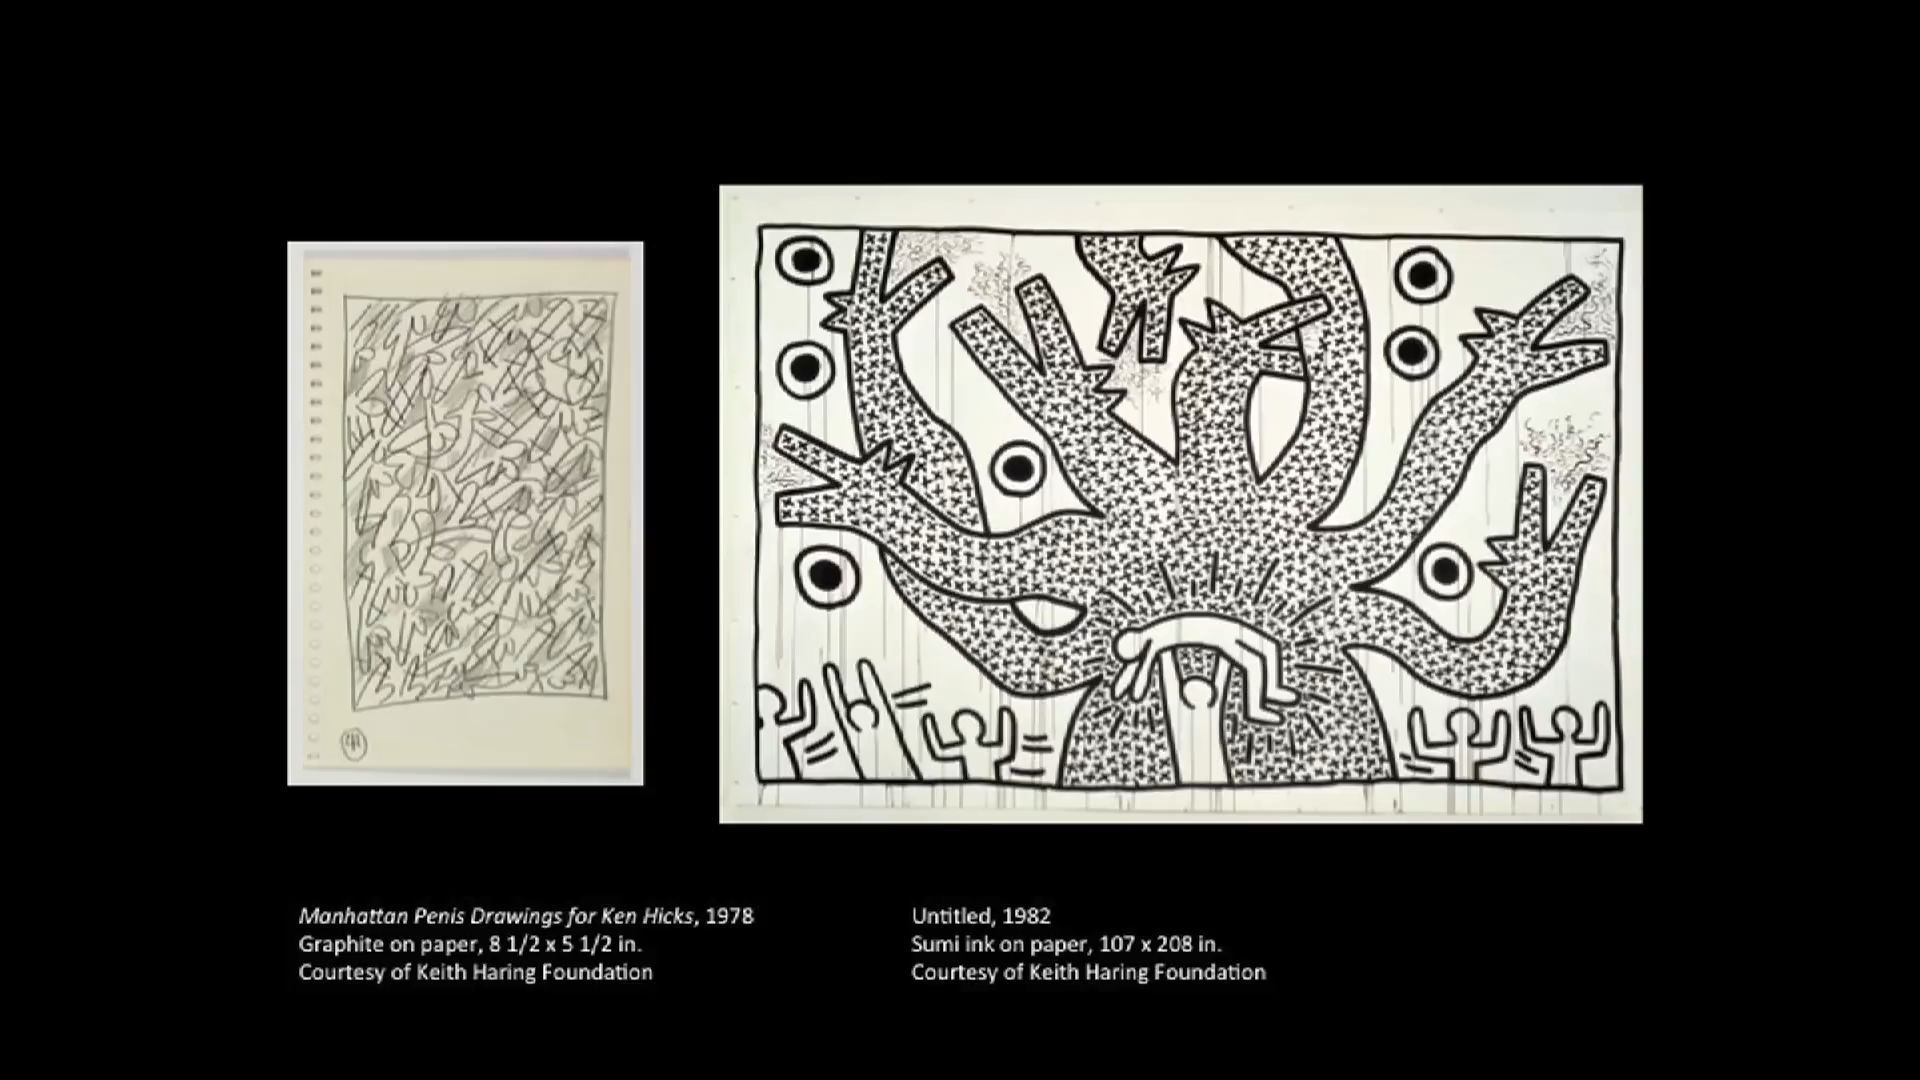 Manhattan Penis Drawings for Ken Hicks, 1978
Graphite on paper, 8 1/2 x 5 1/2 in.
Courtesy of Keith Haring Foundation
Untitled, 1982
Sumi ink on paper, 107 x 208 in.
Courtesy of Keith Haring Foundation